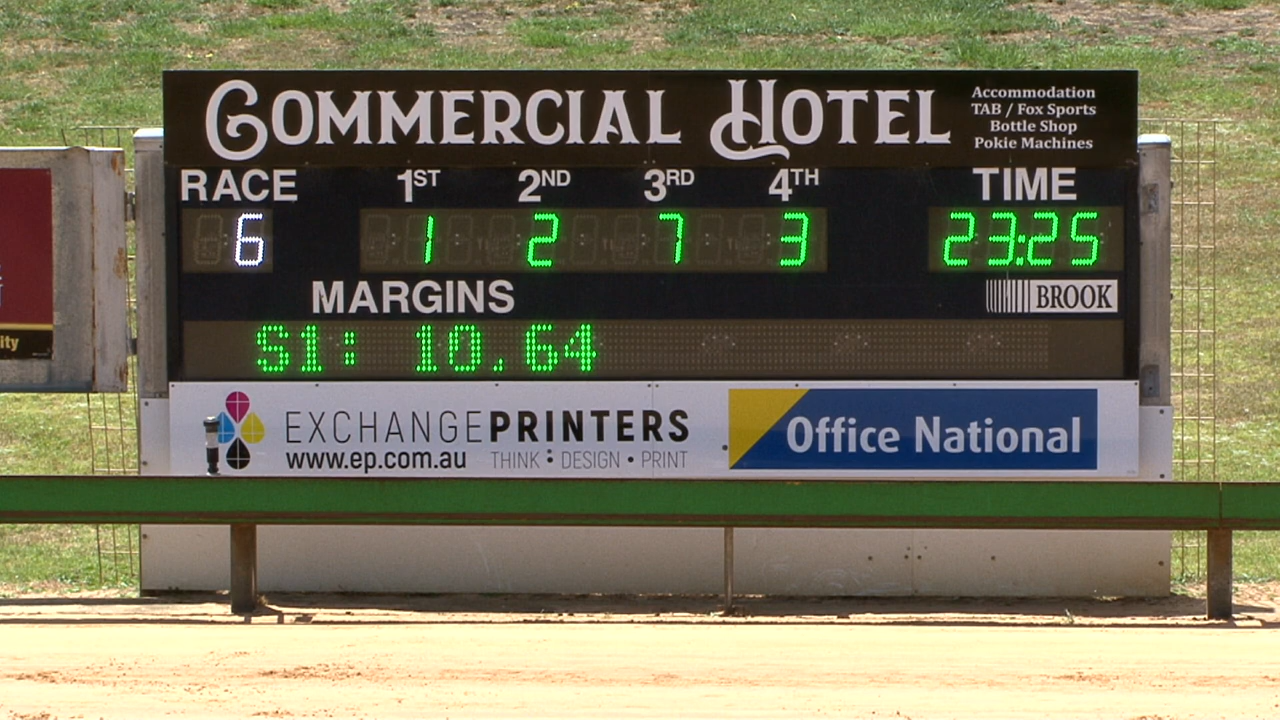 COMMERCIAL HOTEL
Accommodation
TAB / Fox Sports
Bottle Shop
Pokie Machines
RACE 1ST 2ND 3RD 4TH TIME
6 1 2 7 3 23:25
MARGINS
BROOK
S1: 10.64
EXCHANGEPRINTERS
www.ep.com.au THINK • DESIGN • PRINT
Office National
ity